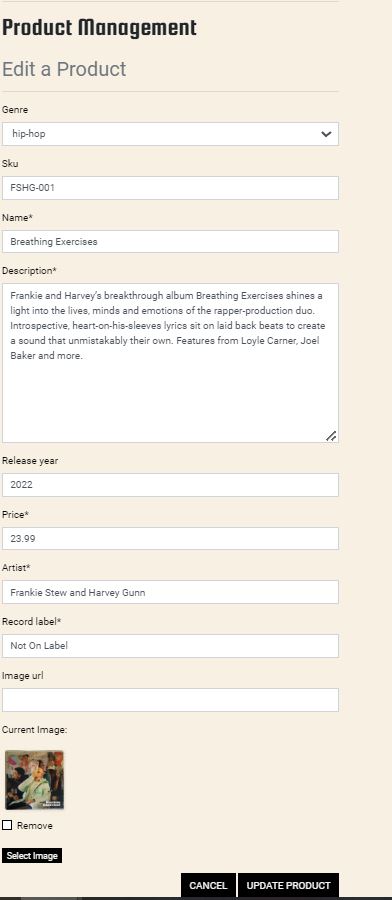 Product Management
Edit a Product
Genre
hip-hop
Sku
FSHG-001
Name*
Breathing Exercises
Description*
Frankie and Harvey's breakthrough album Breathing Exercises shines a
light into the lives, minds and emotions of the rapper-production duo.
Introspective, heart-on-his-sleeves lyrics sit on laid back beats to create
a sound that unmistakably their own. Features from Loyle Carner, Joel
Baker and more.
Release year
2022
Price*
23.99
Artist*
Frankie Stew and Harvey Gunn
Record label*
Not On Label
Image url
Current Image:
Remove
Select Image
CANCEL UPDATE PRODUCT